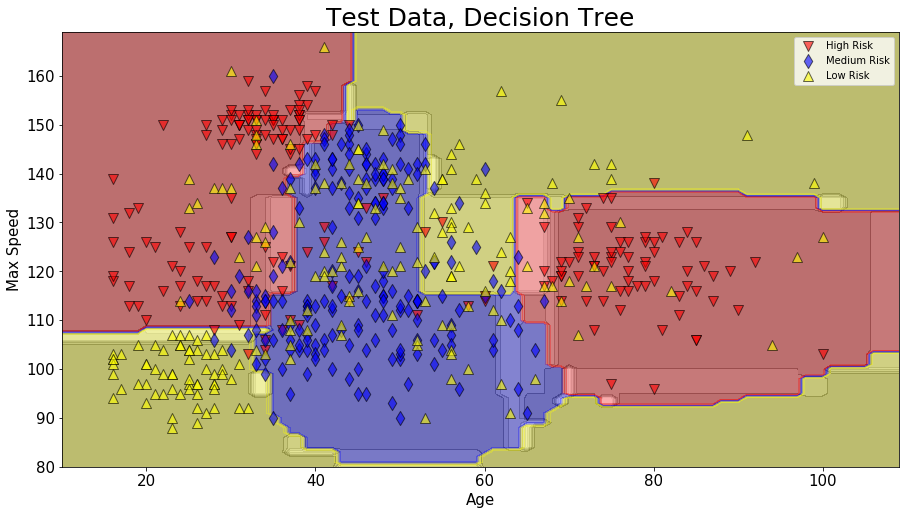 Test Data, Decision Tree
High Risk
Medium Risk
Low Risk
Max Speed
160
150
140
130
120
110
100
90
80
20
40
60
80
100
Age